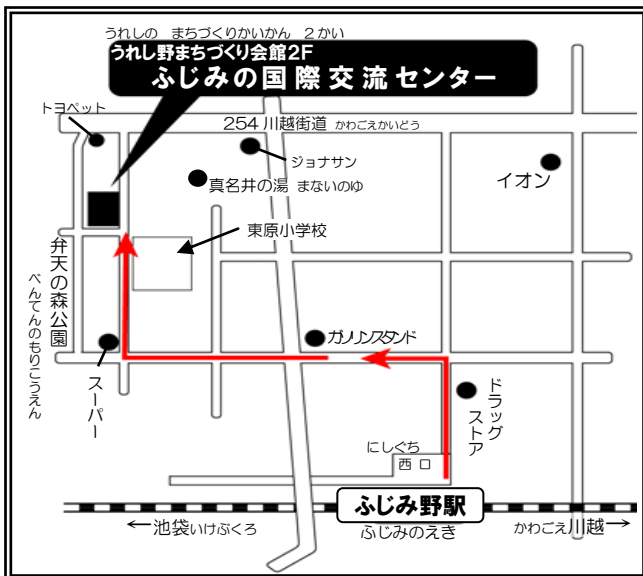 うれしの まちづくりかいかん 2かい
うれし野まちづくり会館2F
ふじみの国際交流センター
トヨペット
254 川越街道 かわごえかいどう
ジョナサン
真名井の湯 まないのゆ
イオン
東原小学校
弁天の森公園
べんてんのもりこうえん
ガソリンスタンド
スーパー
ドラッグ
ストア
にしぐち
西口
ふじみ野駅
ふじみのえき
←池袋いけぶくろ
かわごえ川越→